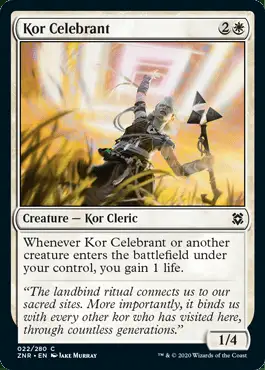 Kor Celebrant 2
Creature — Kor Cleric
Whenever Kor Celebrant or another
creature enters the battlefield under
your control, you gain 1 life.
"The landbind ritual connects us to our
sacred sites. More importantly, it binds us
with every other kor who has visited here,
through countless generations."
1/4
022/280 C
ZNR • EN Jake Murray
™ & © 2020 Wizards of the Coast